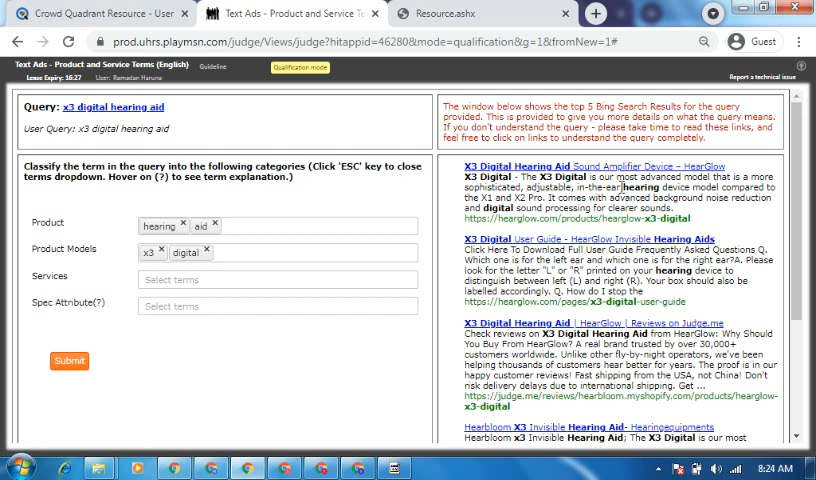 Crowd Quadrant Resource - User
Text Ads - Product and Service Te
Resource.ashx
prod.uhrs.playmsn.com/judge/Views/judge?hitappid=46280&mode=qualification&g=1&fromNew=1#
Guest
Text Ads - Product and Service Terms (English)
Guideline
Qualification mode
Lease Expiry: 16:27
User: Ramadan Haruna
Report a technical issue
Query: x3 digital hearing aid
User Query: x3 digital hearing aid
The window below shows the top 5 Bing Search Results for the query
provided. This is provided to give you more details on what the query means.
If you don't understand the query - please take time to read these links, and
feel free to click on links to understand the query completely.
Classify the term in the query into the following categories (Click 'ESC' key to close
terms dropdown. Hover on (?) to see term explanation.)
Product
hearing × aid ×
Product Models
x3 × digital ×
Services
Select terms
Spec Attribute(?)
Select terms
Submit
X3 Digital Hearing Aid Sound Amplifier Device – HearGlow
X3 Digital - The X3 Digital is our most advanced model that is a more
sophisticated, adjustable, in-the-ear hearing device model compared to
the X1 and X2 Pro. It comes with advanced background noise reduction
and digital sound processing for clearer sounds.
https://hearglow.com/products/hearglow-x3-digital
X3 Digital User Guide - HearGlow Invisible Hearing Aids
Click Here To Download Full User Guide Frequently Asked Questions Q.
Which one is for the left ear and which one is for the right ear?A. Please
look for the letter "L" or "R" printed on your hearing device to
distinguish between left (L) and right (R). Your box should also be
labelled accordingly. Q. How do I stop the
https://hearglow.com/pages/x3-digital-user-guide
X3 Digital Hearing Aid | HearGlow | Reviews on Judge.me
Check reviews on X3 Digital Hearing Aid from HearGlow: Why Should
You Buy From HearGlow? A real brand trusted by over 30,000+
customers worldwide. Unlike other fly-by-night operators, we've been
helping thousands of customers hear better for years. The proof is in our
happy customer reviews! Fast shipping from the USA, not China! Don't
risk delivery delays due to international shipping. Get ...
https://judge.me/reviews/hearbloom.myshopify.com/products/hearglow-
x3-digital
Hearbloom x3 Invisible Hearing Aid- Hearingequipments
Hearbloom x3 Invisible Hearing Aid; The X3 Digital is our most
8:24 AM